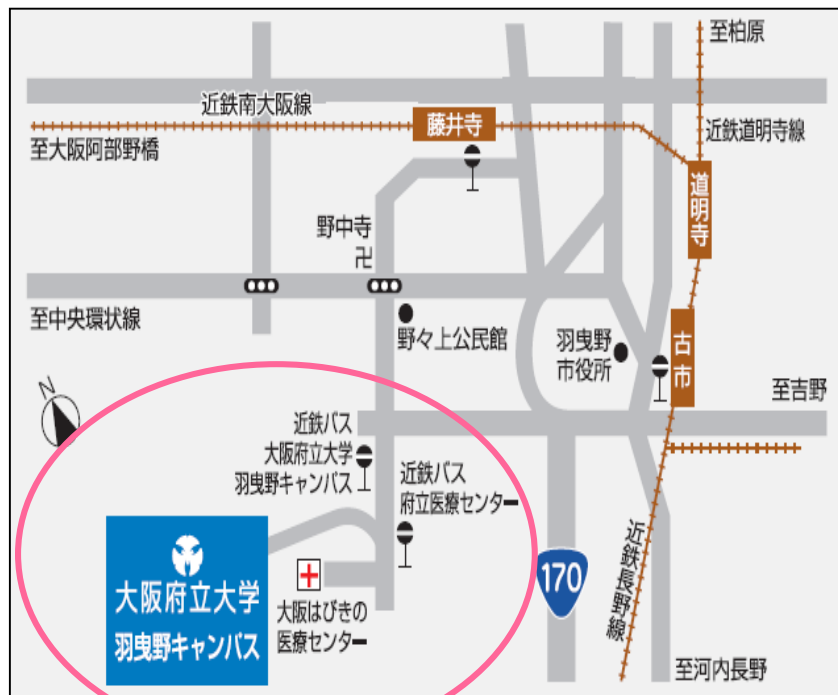 至柏原
近鉄南大阪線
藤井寺
近鉄道明寺線
至大阪阿部野橋
道明寺
野中寺
卍
至中央環状線
野々上公民館
羽曳野
市役所
古市
至吉野
N
近鉄バス
大阪府立大学
羽曳野キャンパス
近鉄バス
府立医療センター
大阪府立大学
羽曳野キャンパス
大阪はびきの
医療センター
170
近鉄長野線
至河内長野